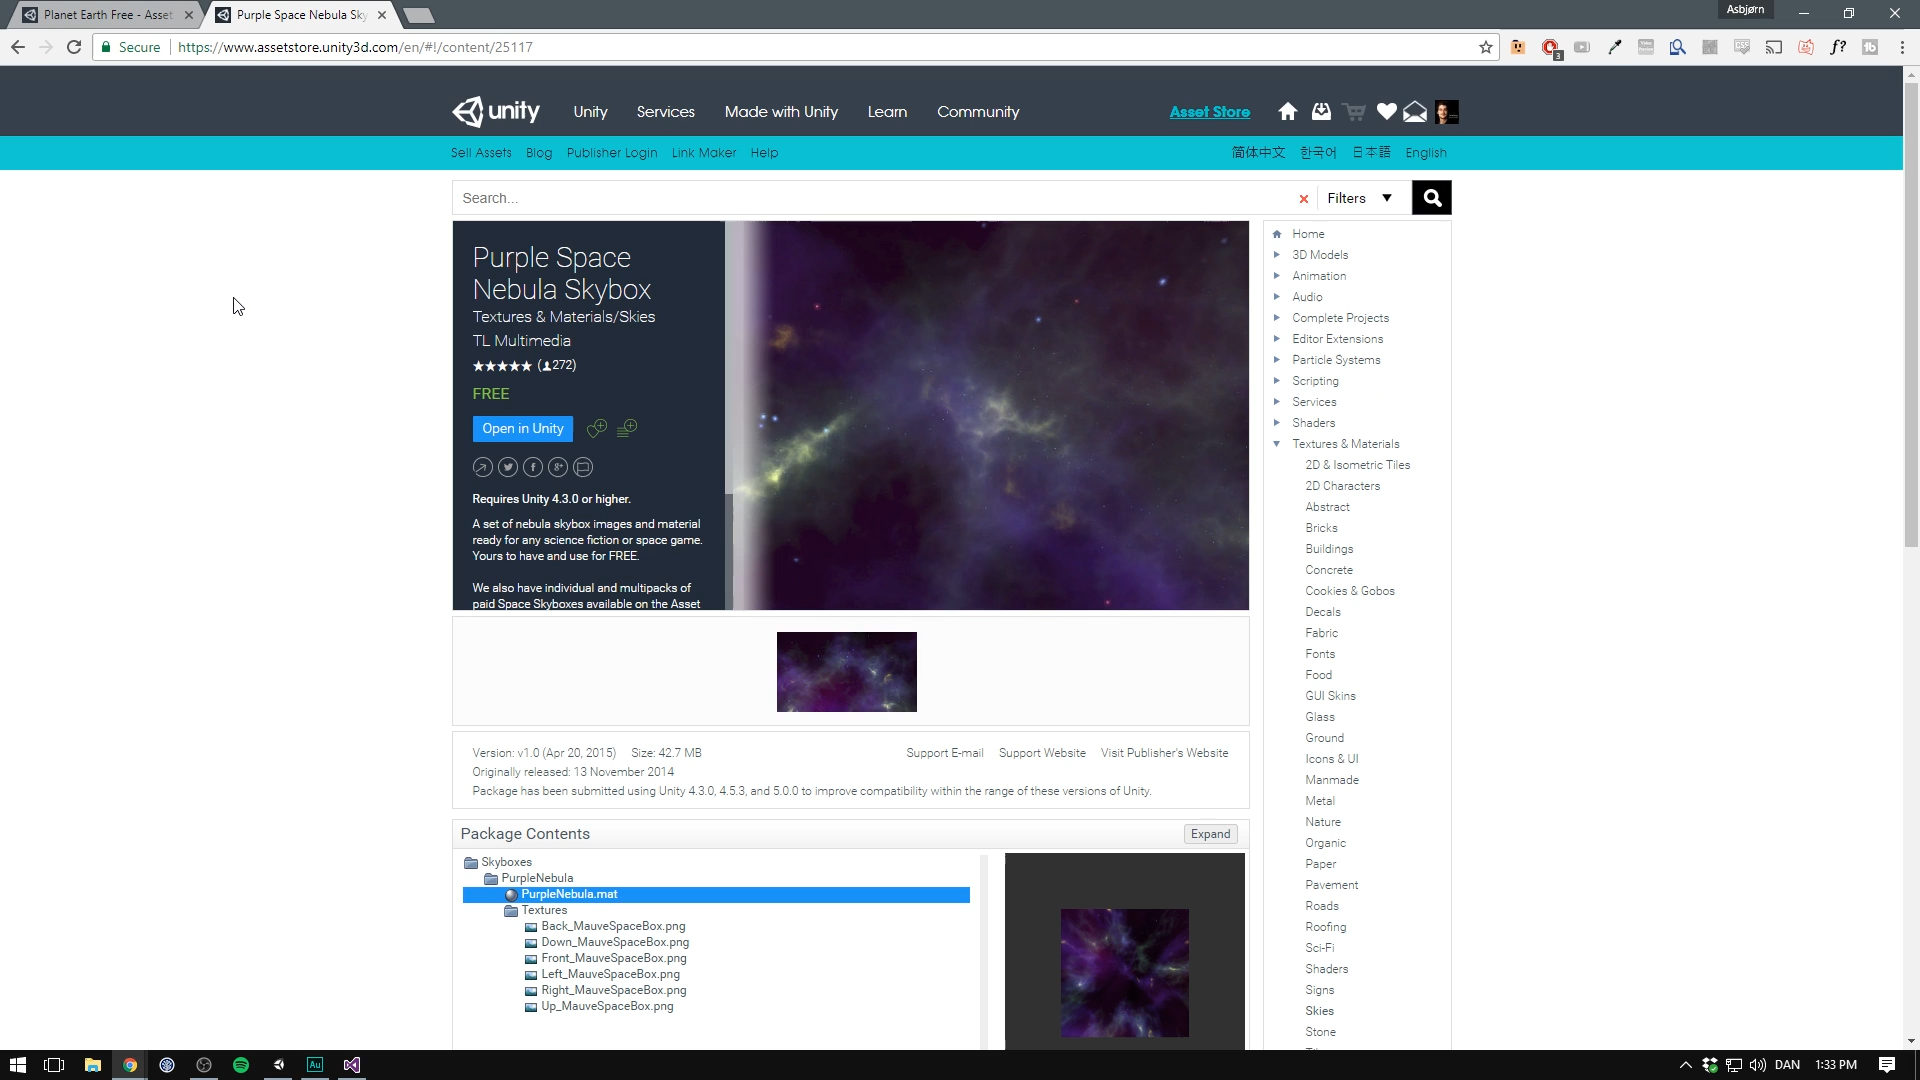 Planet Earth Free - Asset
Purple Space Nebula Sky
Asbjørn
Secure
https://www.assetstore.unity3d.com/en/#!/content/25117
3
f?
unity
Unity
Services
Made with Unity
Learn
Community
Asset Store
Sell Assets
Blog
Publisher Login
Link Maker
Help
简体中文
한국어
日本語
English
Search...
Filters
Purple Space
Nebula Skybox
Textures & Materials/Skies
TL Multimedia
(272)
FREE
Open in Unity
Requires Unity 4.3.0 or higher.
A set of nebula skybox images and material
ready for any science fiction or space game.
Yours to have and use for FREE.
We also have individual and multipacks of
paid Space Skyboxes available on the Asset
Version: v1.0 (Apr 20, 2015) Size: 42.7 MB
Support E-mail
Support Website
Visit Publisher's Website
Originally released: 13 November 2014
Package has been submitted using Unity 4.3.0, 4.5.3, and 5.0.0 to improve compatibility within the range of these versions of Unity.
Package Contents
Expand
Skyboxes
PurpleNebula
PurpleNebula.mat
Textures
Back_MauveSpaceBox.png
Down_MauveSpaceBox.png
Front_MauveSpaceBox.png
Left_MauveSpaceBox.png
Right_MauveSpaceBox.png
Up_MauveSpaceBox.png
Home
3D Models
Animation
Audio
Complete Projects
Editor Extensions
Particle Systems
Scripting
Services
Shaders
Textures & Materials
2D & Isometric Tiles
2D Characters
Abstract
Bricks
Buildings
Concrete
Cookies & Gobos
Decals
Fabric
Fonts
Food
GUI Skins
Glass
Ground
Icons & UI
Manmade
Metal
Nature
Organic
Paper
Pavement
Roads
Roofing
Sci-Fi
Shaders
Signs
Skies
Stone
Au
DAN
1:33 PM